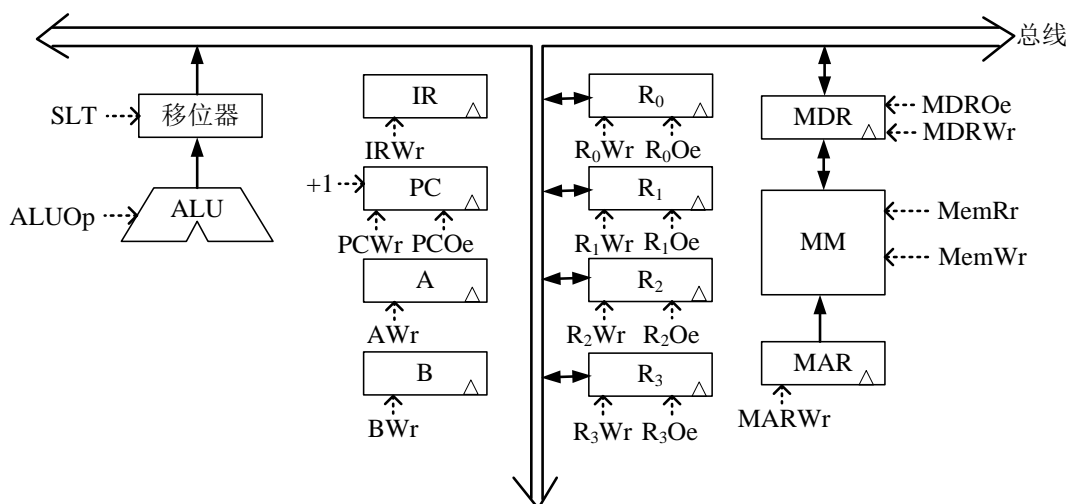 总线
SLT
移位器
IR
R0
MDR
MDROe
MDRWr
IRWr
R0Wr
R0Oe
+1
PC
R1
ALUOp
ALU
MM
MemRr
MemWr
PCWr
PCOe
R1Wr
R1Oe
A
R2
AWr
R2Wr
R2Oe
B
R3
MAR
BWr
R3Wr
R3Oe
MARWr